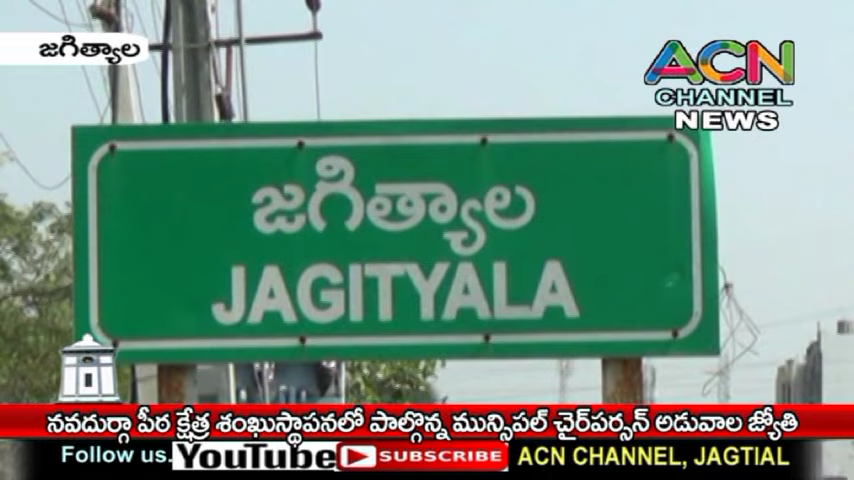 జగిత్యాల
ACN
CHANNEL
NEWS
జగిత్యాల
JAGITYALA
నవదుర్గా పీఠ క్షేత్ర శంఖుస్థాపనలో పాల్గొన్న మున్సిపల్ చైర్‌పర్సన్ అడువాల జ్యోతి
Follow us. YouTube SUBSCRIBE ACN CHANNEL, JAGTIAL